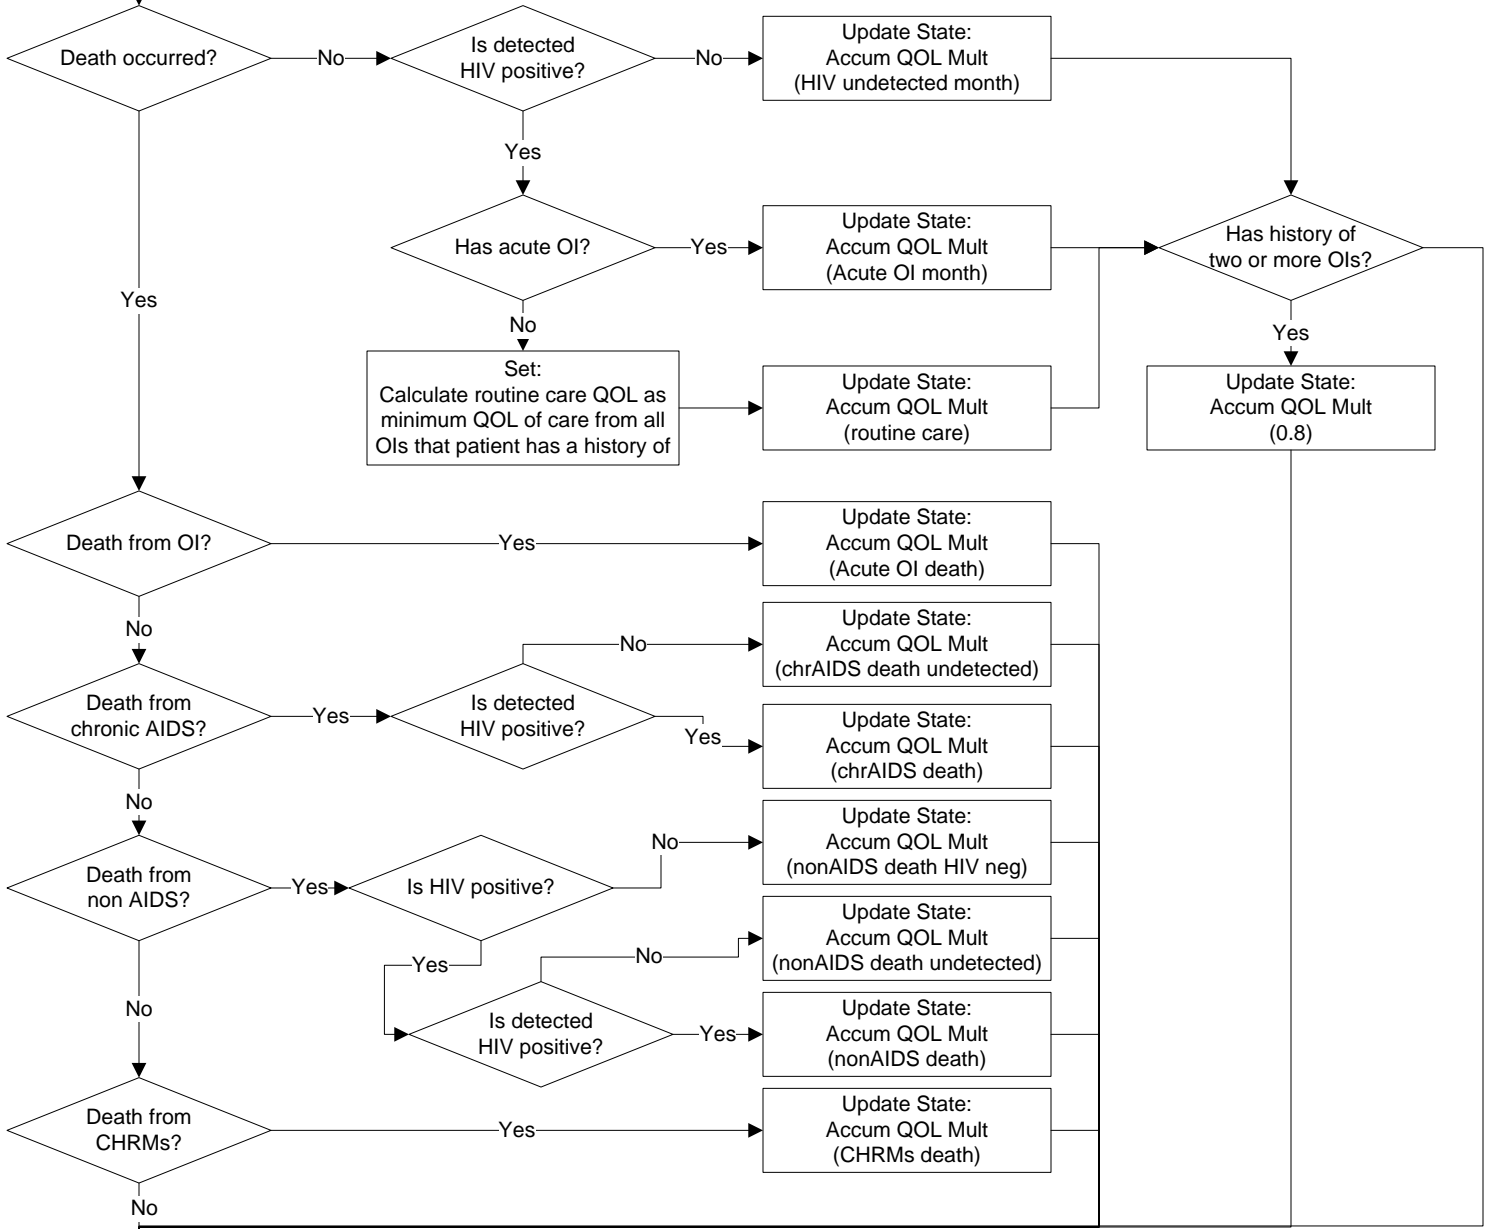 Death occurred?
No
Is detected
HIV positive?
No
Update State:
Accum QOL Mult
(HIV undetected month)
Yes
Yes
Has acute OI?
Yes
Update State:
Accum QOL Mult
(Acute OI month)
Has history of
two or more OIs?
No
Yes
Set:
Calculate routine care QOL as
minimum QOL of care from all
OIs that patient has a history of
Update State:
Accum QOL Mult
(routine care)
Update State:
Accum QOL Mult
(0.8)
Death from OI?
Yes
Update State:
Accum QOL Mult
(Acute OI death)
No
Death from
chronic AIDS?
Yes
Is detected
HIV positive?
No
Update State:
Accum QOL Mult
(chrAIDS death undetected)
Yes
Update State:
Accum QOL Mult
(chrAIDS death)
No
Death from
non AIDS?
Yes
Is HIV positive?
No
Update State:
Accum QOL Mult
(nonAIDS death HIV neg)
Yes
Is detected
HIV positive?
No
Update State:
Accum QOL Mult
(nonAIDS death undetected)
Yes
Update State:
Accum QOL Mult
(nonAIDS death)
No
Death from
CHRMs?
Yes
Update State:
Accum QOL Mult
(CHRMs death)
No